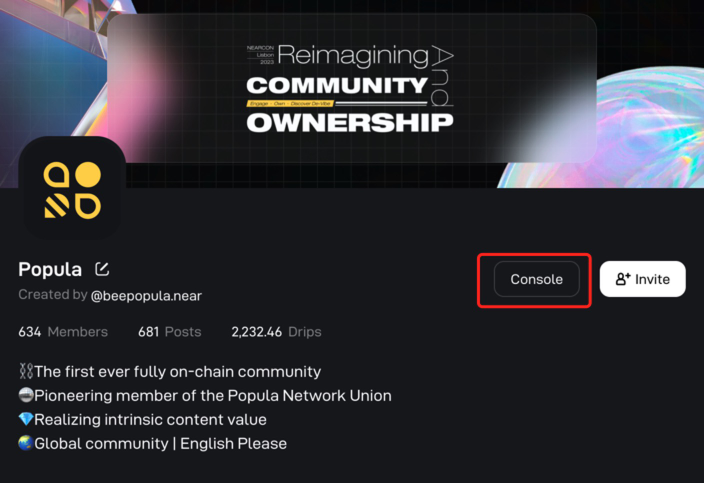 NEARCON
Lisbon
2023
Reimagining
And
COMMUNITY
Engage · Own · Discover De-Vibe
OWNERSHIP
Popula
Created by @beepopula.near
Console
Invite
634 Members 681 Posts 2,232.46 Drips
⛓The first ever fully on-chain community
Pioneering member of the Popula Network Union
💎Realizing intrinsic content value
🌏Global community | English Please